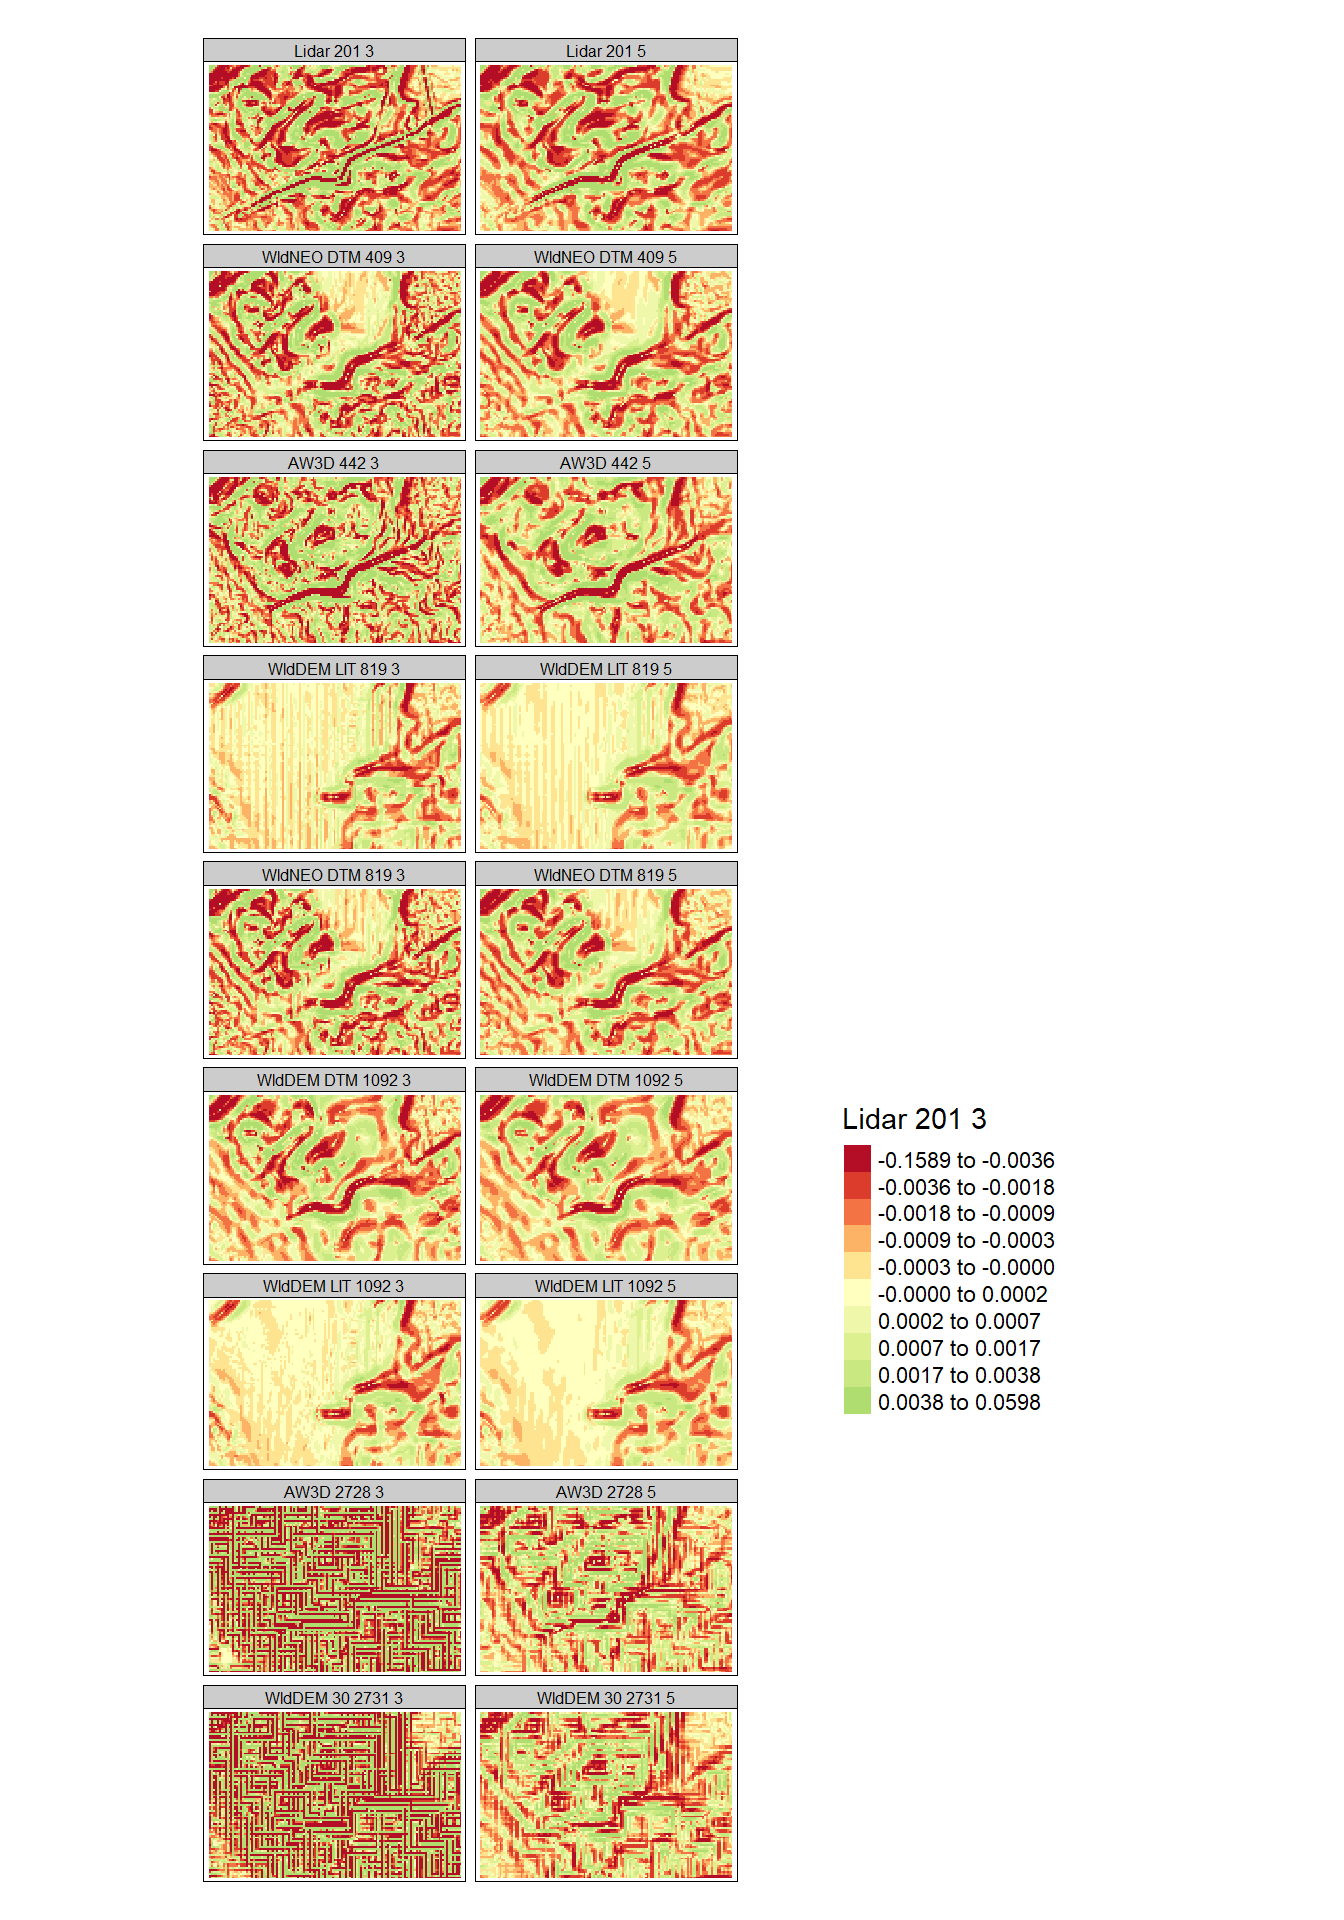 Lidar 201 3
Lidar 201 5
WldNEO DTM 409 3
WldNEO DTM 409 5
AW3D 442 3
AW3D 442 5
WldDEM LIT 819 3
WldDEM LIT 819 5
WldNEO DTM 819 3
WldNEO DTM 819 5
WldDEM DTM 1092 3
WldDEM DTM 1092 5
WldDEM LIT 1092 3
WldDEM LIT 1092 5
AW3D 2728 3
AW3D 2728 5
WldDEM 30 2731 3
WldDEM 30 2731 5
Lidar 201 3
-0.1589 to -0.0036
-0.0036 to -0.0018
-0.0018 to -0.0009
-0.0009 to -0.0003
-0.0003 to -0.0000
-0.0000 to 0.0002
0.0002 to 0.0007
0.0007 to 0.0017
0.0017 to 0.0038
0.0038 to 0.0598